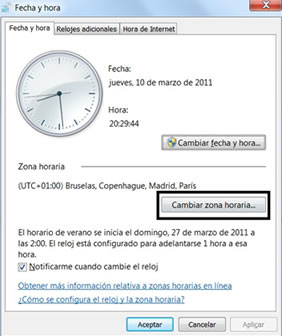 Fecha y hora
Fecha y hora Relojes adicionales Hora de Internet
Fecha:
jueves, 10 de marzo de 2011
Hora:
20:29:44
Cambiar fecha y hora...
Zona horaria
(UTC+01:00) Bruselas, Copenhague, Madrid, París
Cambiar zona horaria...
El horario de verano se inicia el domingo, 27 de marzo de 2011
a las 2:00. El reloj está configurado para adelantarse 1 hora a esa
hora.
Notificarme cuando cambie el reloj
Obtener más información relativa a zonas horarias en línea
¿Cómo se configura el reloj y la zona horaria?
Aceptar Cancelar Aplicar